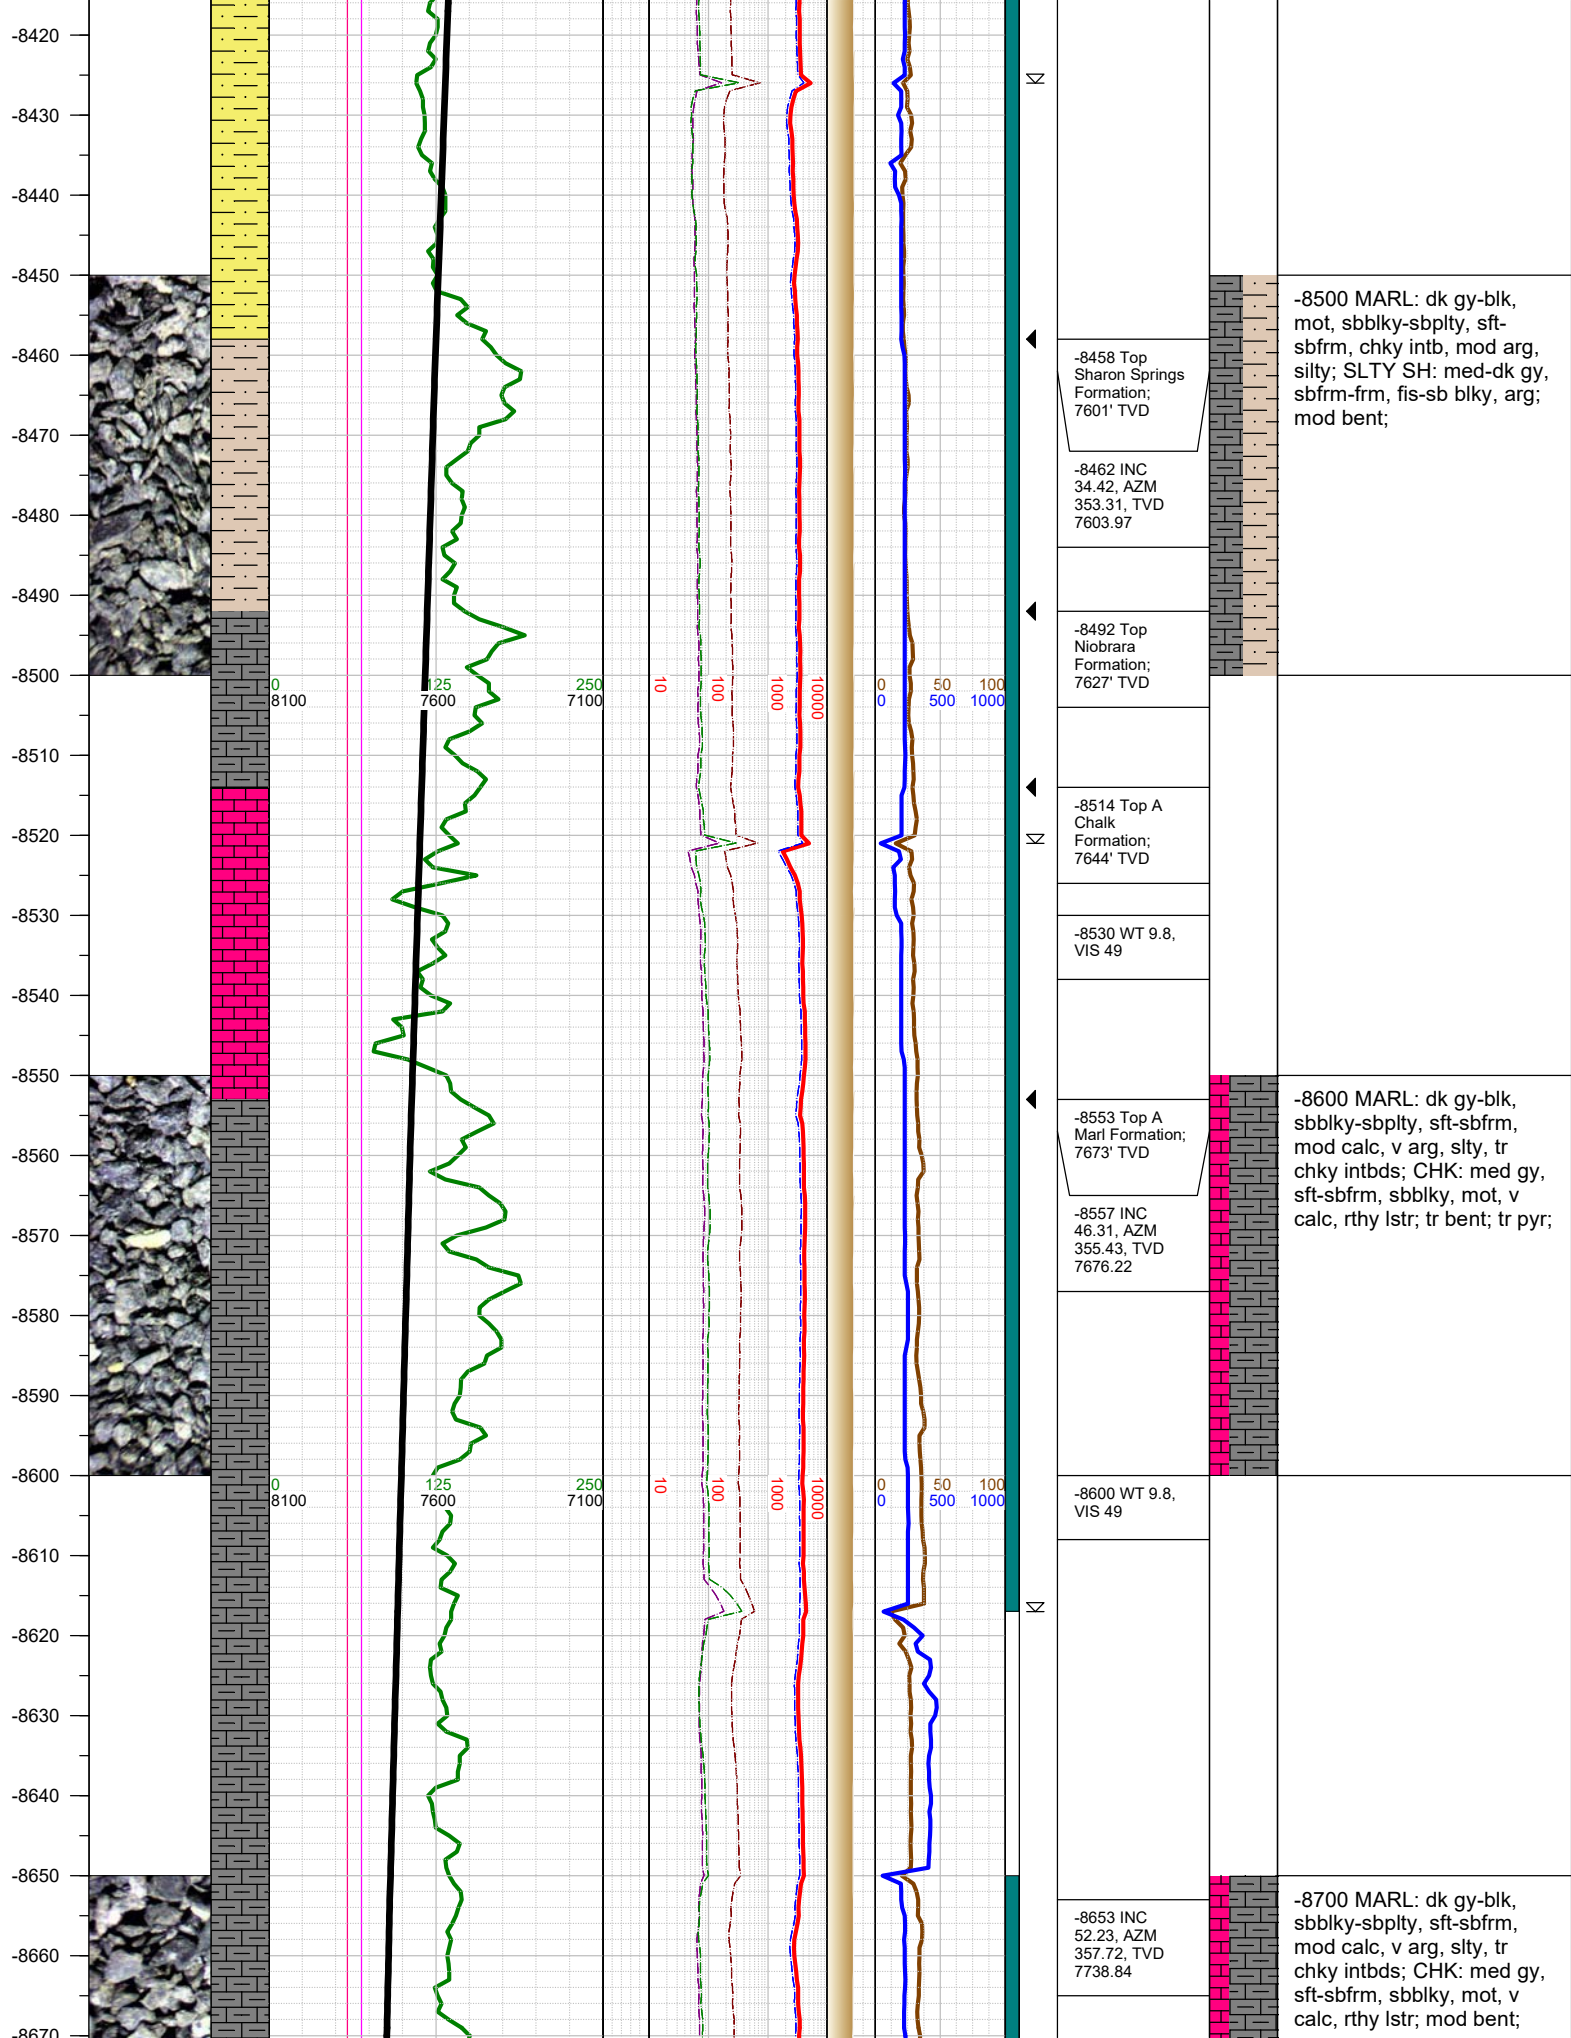 -8420
-8430
-8440
-8450
-8460
-8470
-8480
-8490
-8500
-8510
-8520
-8530
-8540
-8550
-8560
-8570
-8580
-8590
-8600
-8610
-8620
-8630
-8640
-8650
-8660
-8670
0 125 250
8100 7600 7100
10 100 1000 10000
0 50 100
0 500 1000
0 125 250
8100 7600 7100
10 100 1000 10000
0 50 100
0 500 1000
-8458 Top
Sharon Springs
Formation;
7601' TVD
-8462 INC
34.42, AZM
353.31, TVD
7603.97
-8492 Top
Niobrara
Formation;
7627' TVD
-8514 Top A
Chalk
Formation;
7644' TVD
-8530 WT 9.8,
VIS 49
-8553 Top A
Marl Formation;
7673' TVD
-8557 INC
46.31, AZM
355.43, TVD
7676.22
-8600 WT 9.8,
VIS 49
-8653 INC
52.23, AZM
357.72, TVD
7738.84
-8500 MARL: dk gy-blk,
mot, sbblky-sbplty, sft-
sbfrm, chky intb, mod arg,
silty; SLTY SH: med-dk gy,
sbfrm-frm, fis-sb blky, arg;
mod bent;
-8600 MARL: dk gy-blk,
sbblky-sbplty, sft-sbfrm,
mod calc, v arg, slty, tr
chky intbds; CHK: med gy,
sft-sbfrm, sbblky, mot, v
calc, rthy lstr; tr bent; tr pyr;
-8700 MARL: dk gy-blk,
sbblky-sbplty, sft-sbfrm,
mod calc, v arg, slty, tr
chky intbds; CHK: med gy,
sft-sbfrm, sbblky, mot, v
calc, rthy lstr; mod bent;